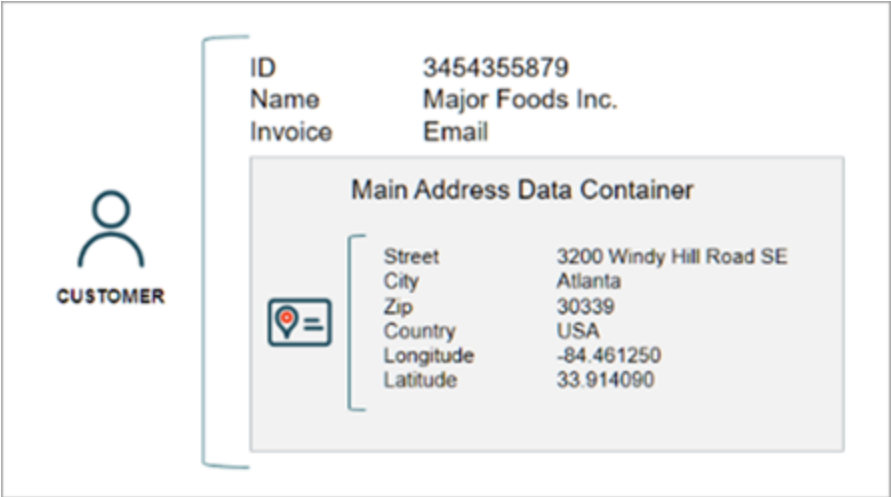 ID 3454355879
Name Major Foods Inc.
Invoice Email
Main Address Data Container
CUSTOMER
Street 3200 Windy Hill Road SE
City Atlanta
Zip 30339
Country USA
Longitude -84.461250
Latitude 33.914090